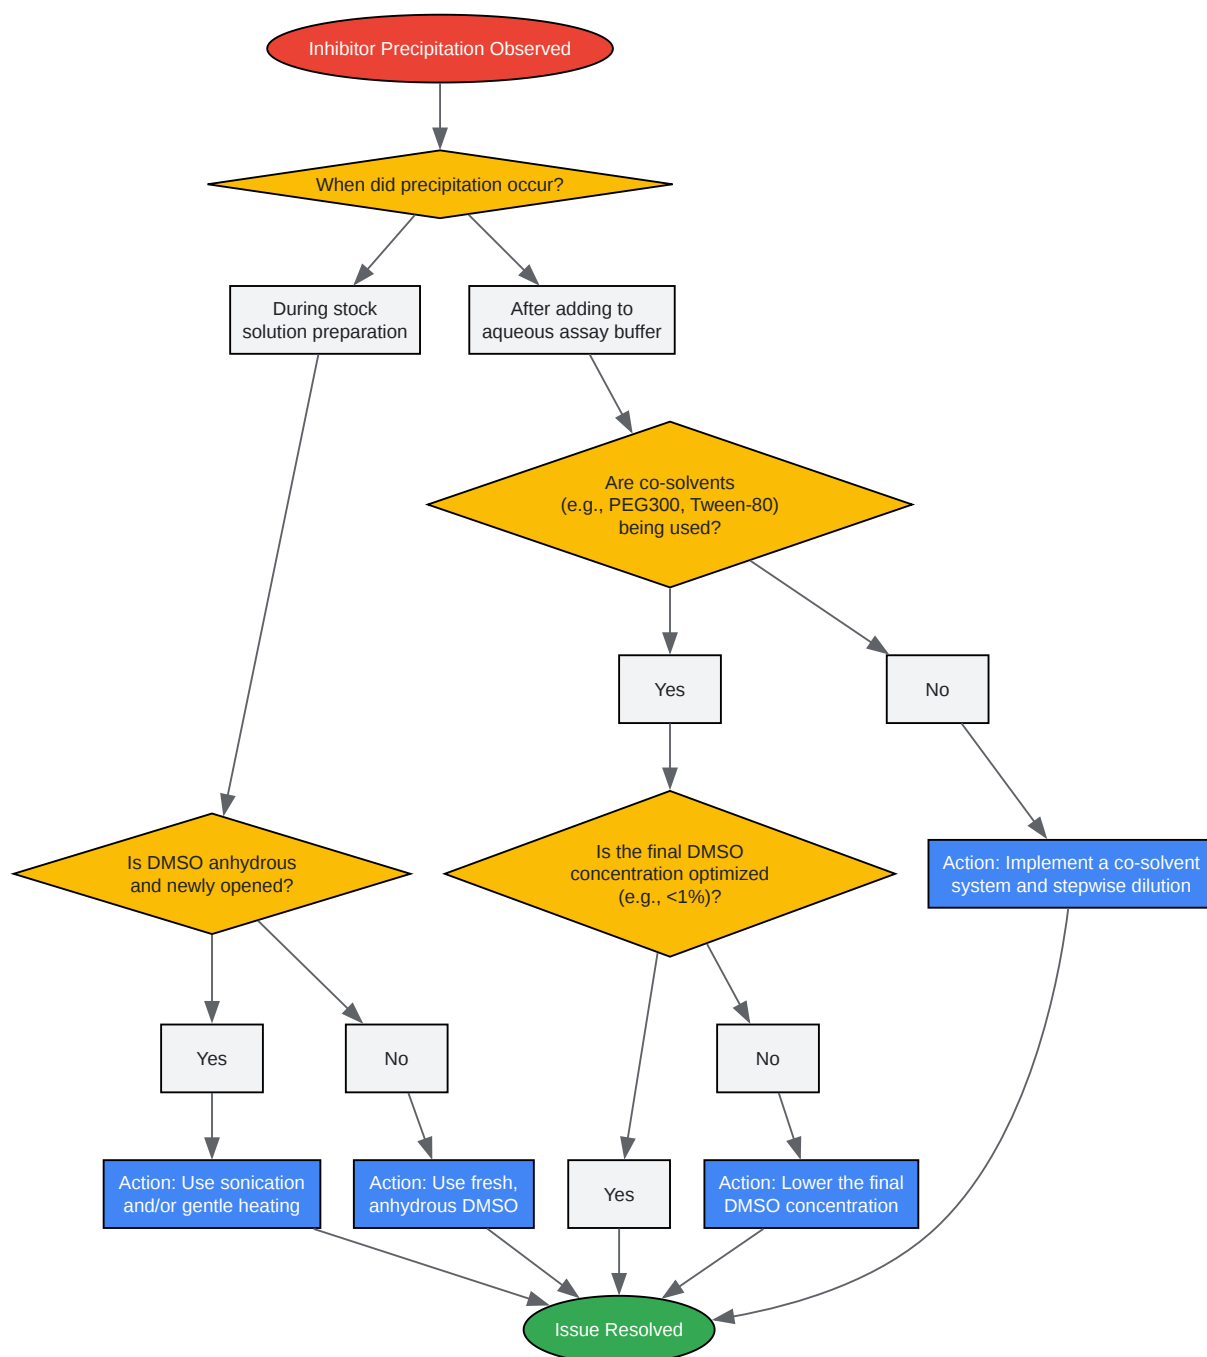 Inhibitor Precipitation Observed
When did precipitation occur?
During stock
solution preparation
After adding to
aqueous assay buffer
Are co-solvents
(e.g., PEG300, Tween-80)
being used?
Yes
No
Is DMSO anhydrous
and newly opened?
Is the final DMSO
concentration optimized
(e.g., <1%)?
Action: Implement a co-solvent
system and stepwise dilution
Yes
No
No
Action: Use sonication
and/or gentle heating
Action: Use fresh,
anhydrous DMSO
Yes
Action: Lower the final
DMSO concentration
Issue Resolved